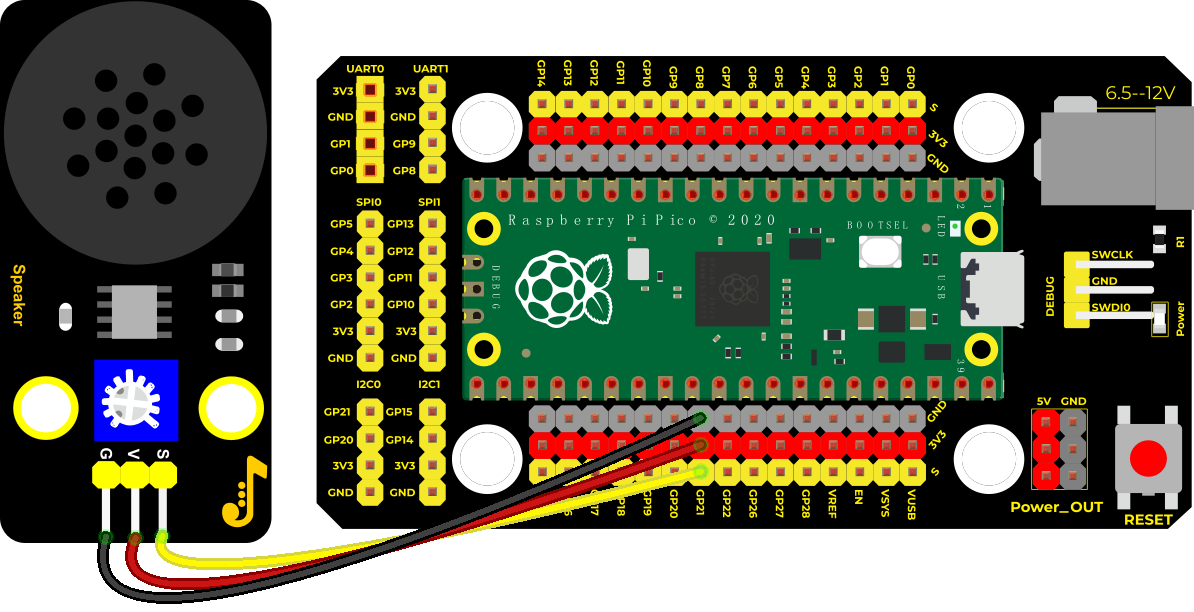 Speaker
G V S
UART0 UART1
3V3 3V3
GND GND
GP1 GP9
GP0 GP8
SPI0 SPI1
GP5 GP13
GP4 GP12
GP3 GP11
GP2 GP10
3V3 3V3
GND GND
I2C0 I2C1
GP21 GP15
GP20 GP14
3V3 3V3
GND GND
GP14 GP13 GP12 GP11 GP10 GP9 GP8 GP7 GP6 GP5 GP4 GP3 GP2 GP1 GP0
S
3V3
GND
Raspberry Pi Pico © 2020
BOOTSEL
LED
2
1
DEBUG
USB
39
GND
3V3
S
GP20 GP21 GP22 GP26 GP27 GP28 VREF EN VSYS VUSB
GP19
6.5--12V
R1
SWCLK
GND
SWDI0
DEBUG
Power
5V GND
Power_OUT
RESET